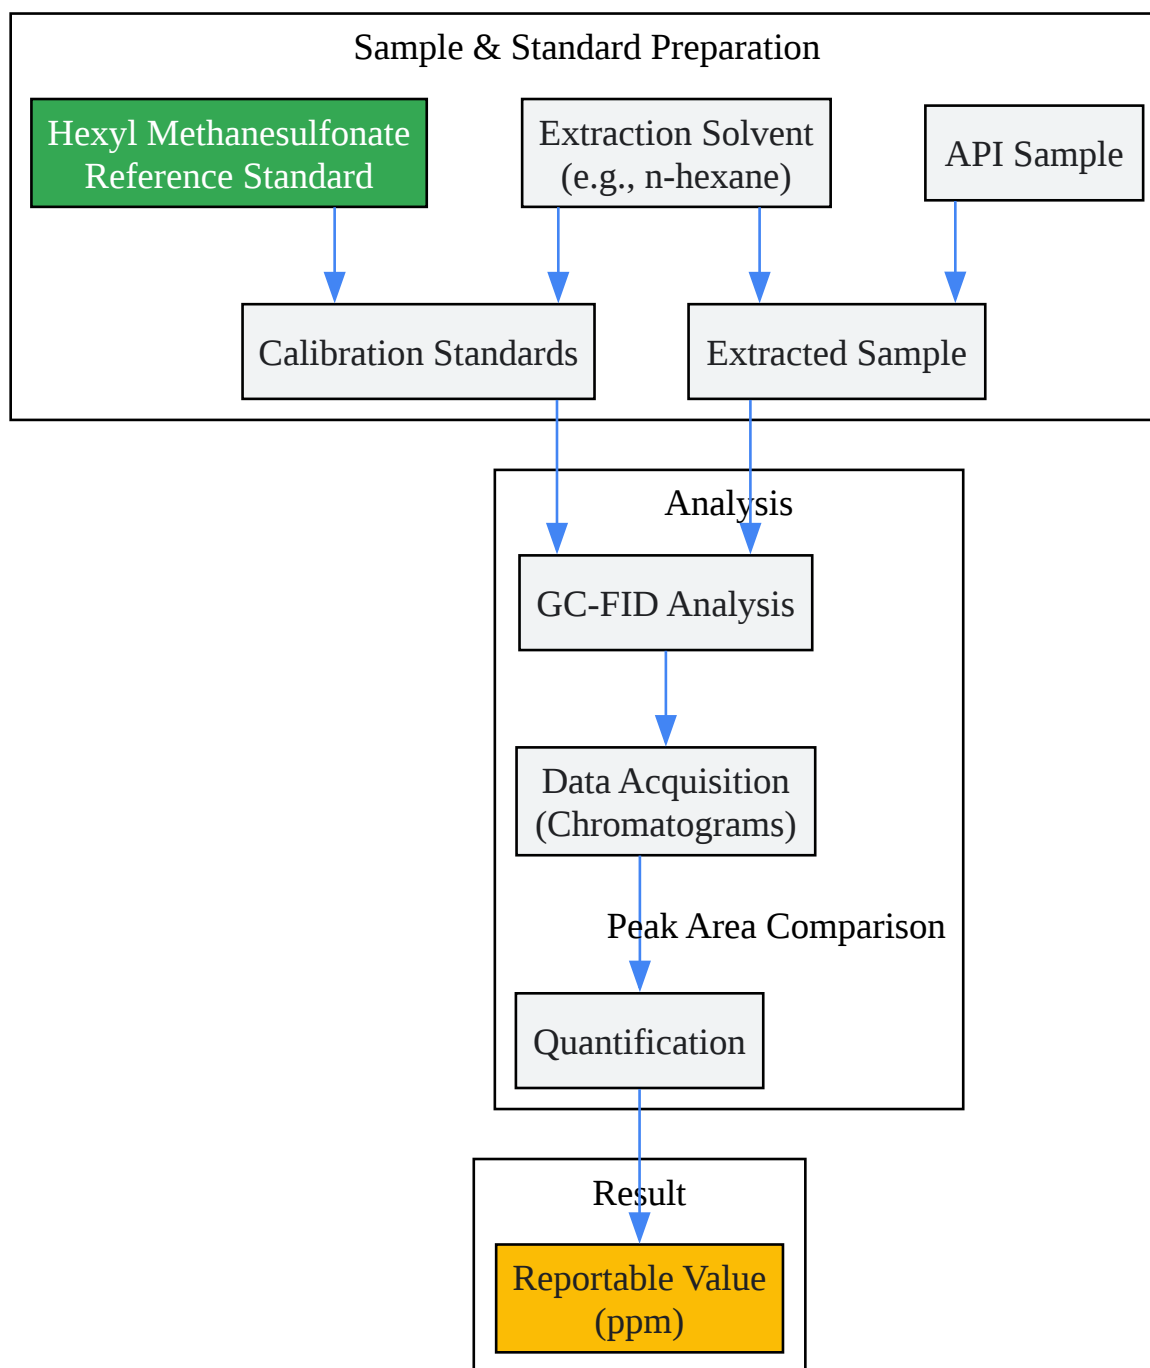 Sample & Standard Preparation
Hexyl Methanesulfonate
Reference Standard
Extraction Solvent
(e.g., n-hexane)
API Sample
Calibration Standards
Extracted Sample
Analysis
GC-FID Analysis
Data Acquisition
(Chromatograms)
Peak Area Comparison
Quantification
Result
Reportable Value
(ppm)